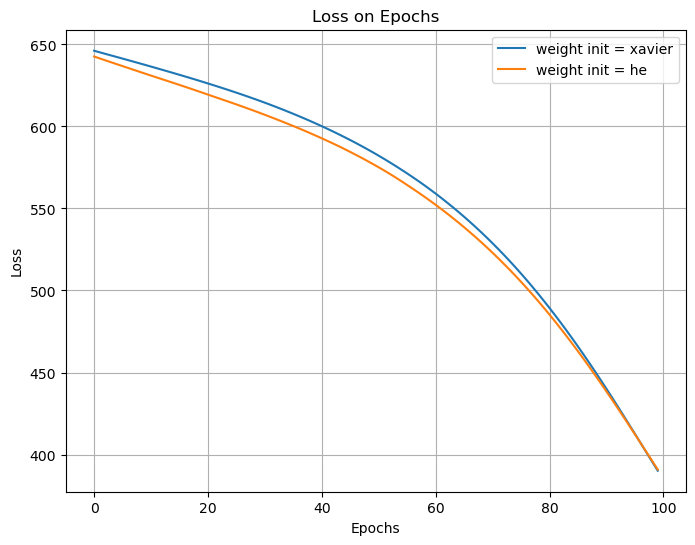 Loss on Epochs
weight init = xavier
weight init = he
650
600
550
500
450
400
Loss
0
20
40
60
80
100
Epochs